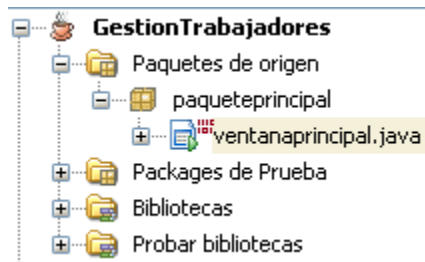 GestionTrabajadores
Paquetes de origen
paqueteprincipal
ventanaprincipal.java
Packages de Prueba
Bibliotecas
Probar bibliotecas